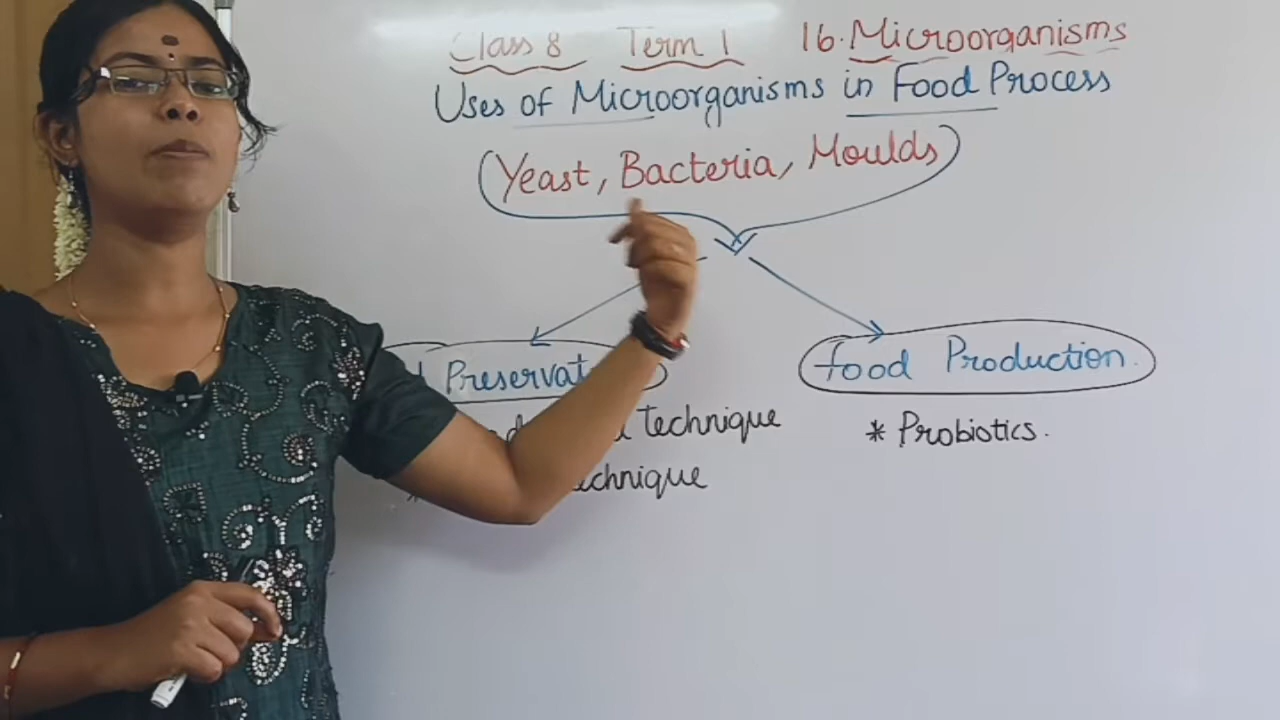 Class 8 Term 1 16. Microorganisms
Uses of Microorganisms in Food Process
(Yeast, Bacteria, Moulds)
Preservat
food Production.
technique
* Probiotics.
technique